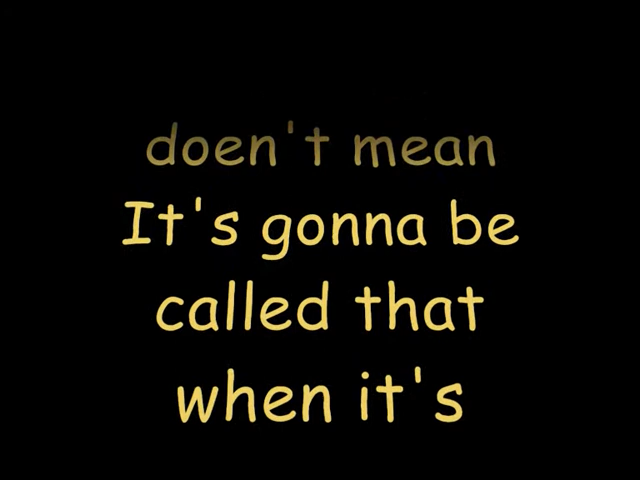 doen't mean
It's gonna be
called that
when it's